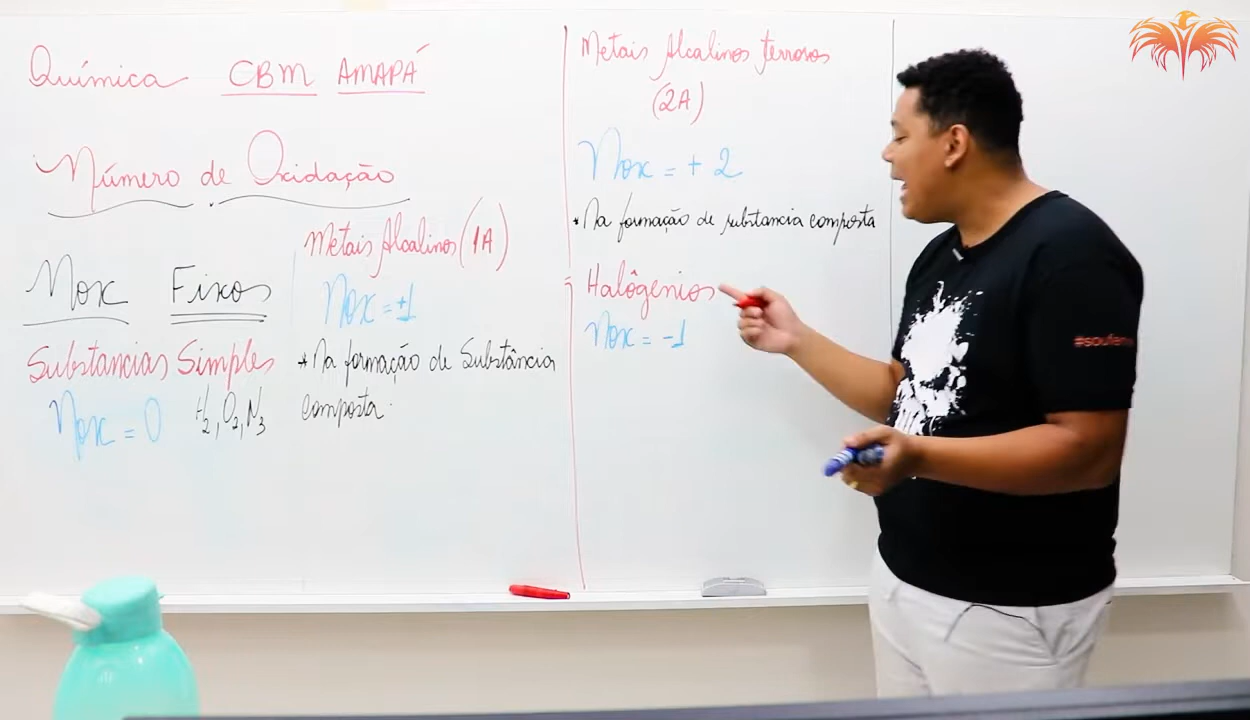 Química CBM AMAPÁ
Número de Oxidação
Nox Fixos
Substancias Simples
Nox = 0 H2, O2, N3
Metais Alcalinos (1A)
Nox = +1
*Na formação de Substância
composta.
Metais Alcalinos terrosos
(2A)
Nox = + 2
*Na formação de substancia composta
Halôgenios
Nox = -1